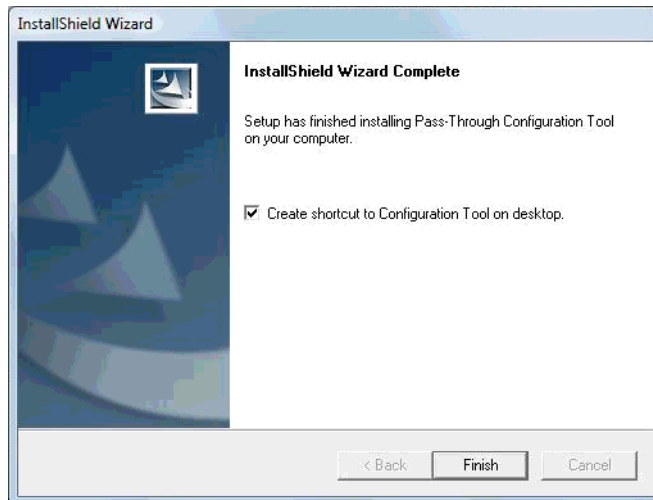 InstallShield Wizard
InstallShield Wizard Complete
Setup has finished installing Pass-Through Configuration Tool
on your computer.
Create shortcut to Configuration Tool on desktop.
< Back
Finish
Cancel